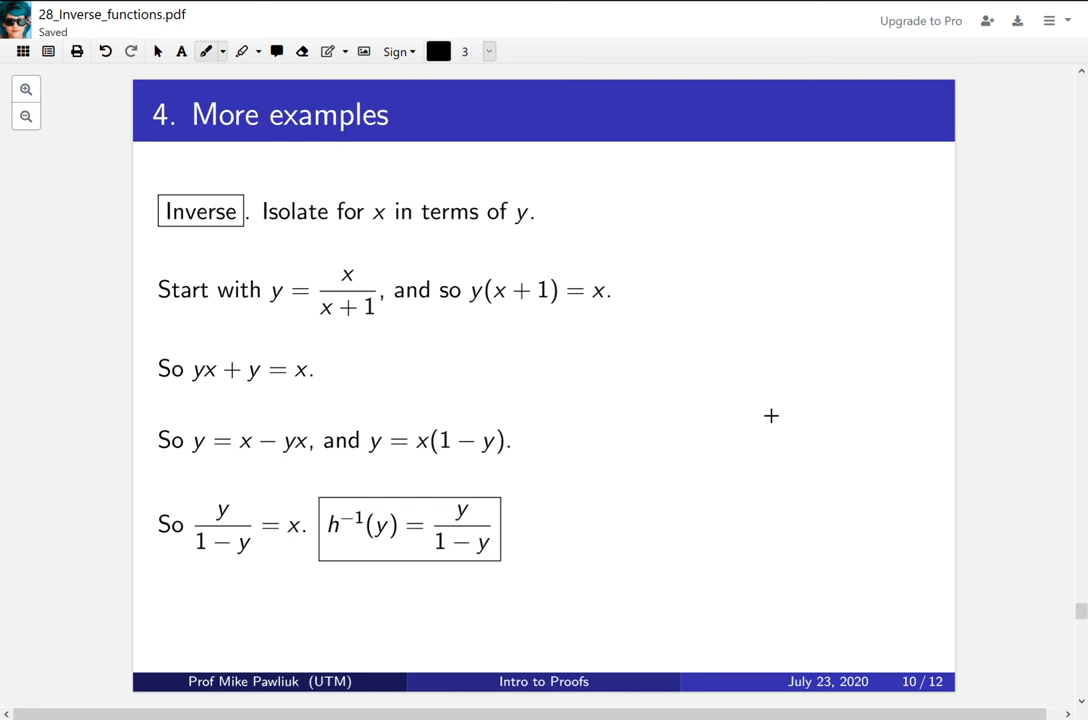 28_Inverse_functions.pdf
Saved
Upgrade to Pro
A
Sign
3
4. More examples
Inverse. Isolate for x in terms of y.
Start with y = x/(x + 1), and so y(x + 1) = x.
So yx + y = x.
So y = x − yx, and y = x(1 − y).
So y/(1 − y) = x. h⁻¹(y) = y/(1 − y)
Prof Mike Pawliuk (UTM) Intro to Proofs July 23, 2020 10 / 12